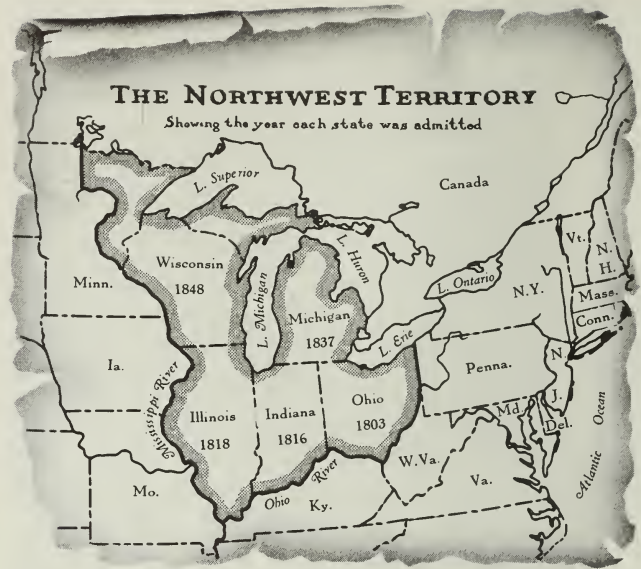 THE NORTHWEST TERRITORY
Showing the year each state was admitted
Canada
L. Superior
Minn.
Wisconsin
1848
L. Michigan
L. Huron
Michigan
1837
L. Ontario
L. Erie
N.Y.
Vt.
N.
H.
Mass.
Conn.
Ia.
Mississippi River
Illinois
1818
Indiana
1816
Ohio
1803
Penna.
N.
J.
Md.
Del.
Atlantic Ocean
Mo.
Ohio River
Ky.
W.Va.
Va.